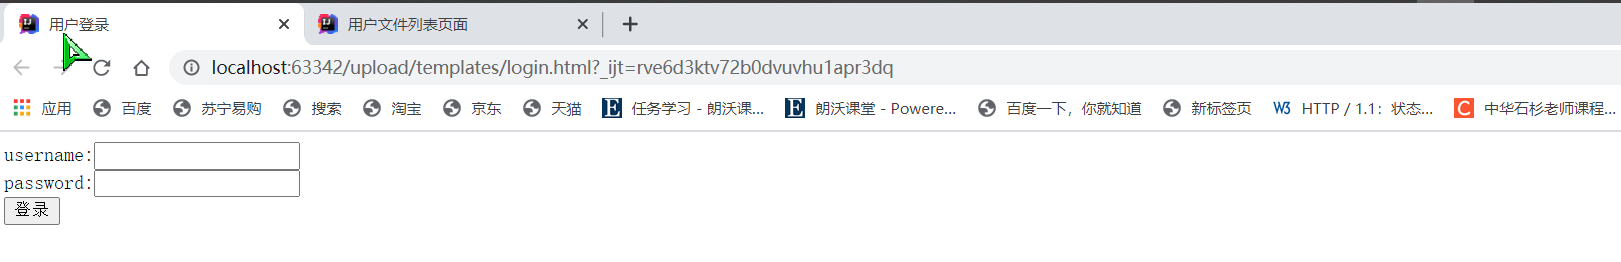 用户登录 用户文件列表页面
localhost:63342/upload/templates/login.html?_ijt=rve6d3ktv72b0dvuvhu1apr3dq
应用 百度 苏宁易购 搜索 淘宝 京东 天猫 任务学习 - 朗沃课... 朗沃课堂 - Powere... 百度一下，你就知道 新标签页 W3 HTTP / 1.1：状态... C 中华石杉老师课程...
username:
password:
登录